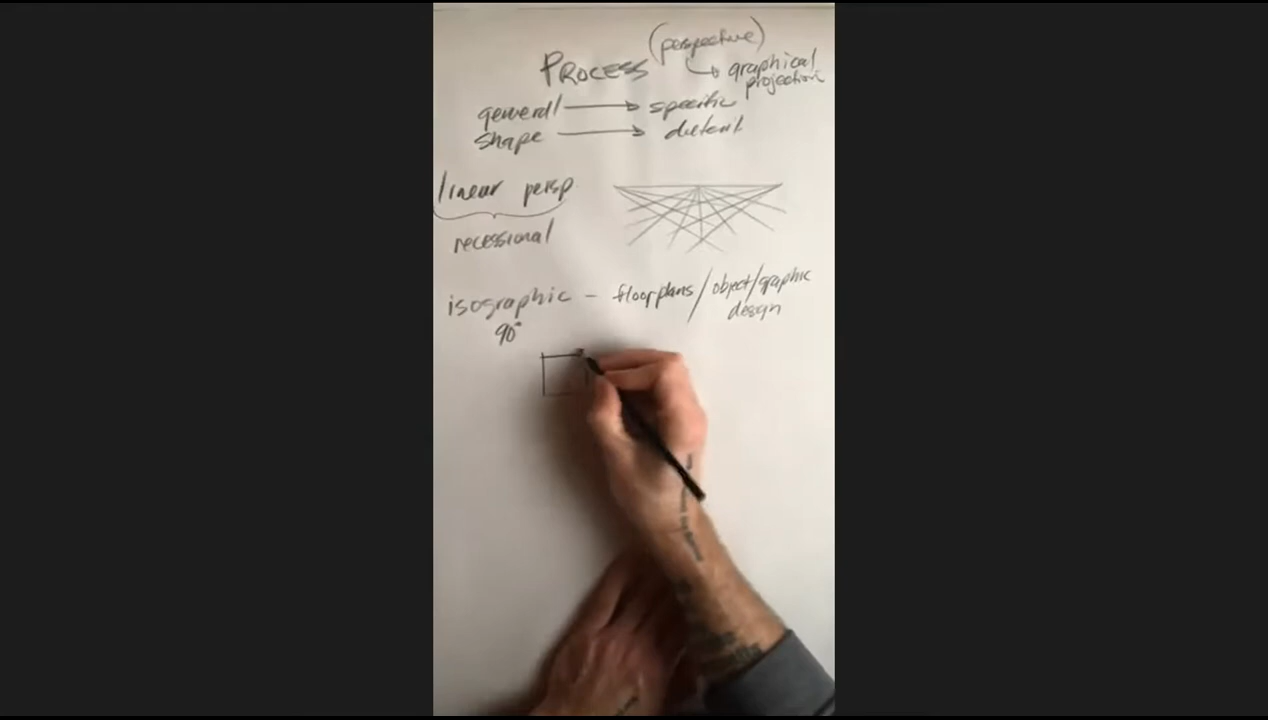 (perspective)
PROCESS
graphical
projection
general → specific
shape → detail
linear persp.
recessional
isographic – floorplans / object/graphic
design
90°